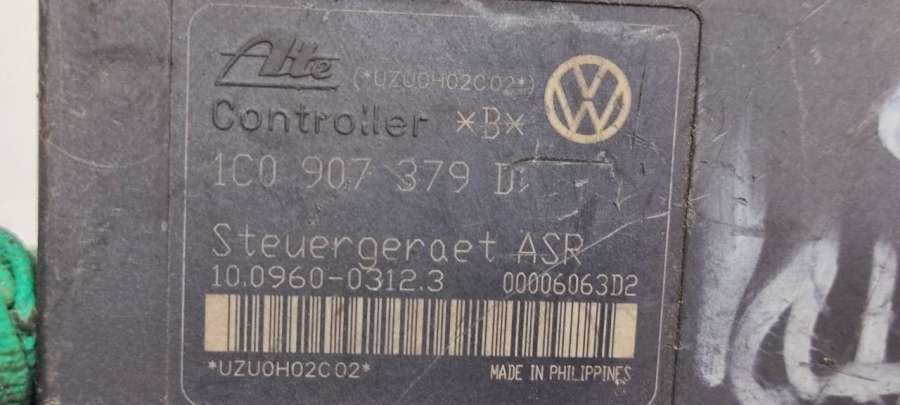 Ate
(*UZU0H02C02*)
Controller *B*
1C0 907 379 D
Steuergeraet ASR
10.0960-0312.3 00006063D2
*UZU0H02C02*
MADE IN PHILIPPINES